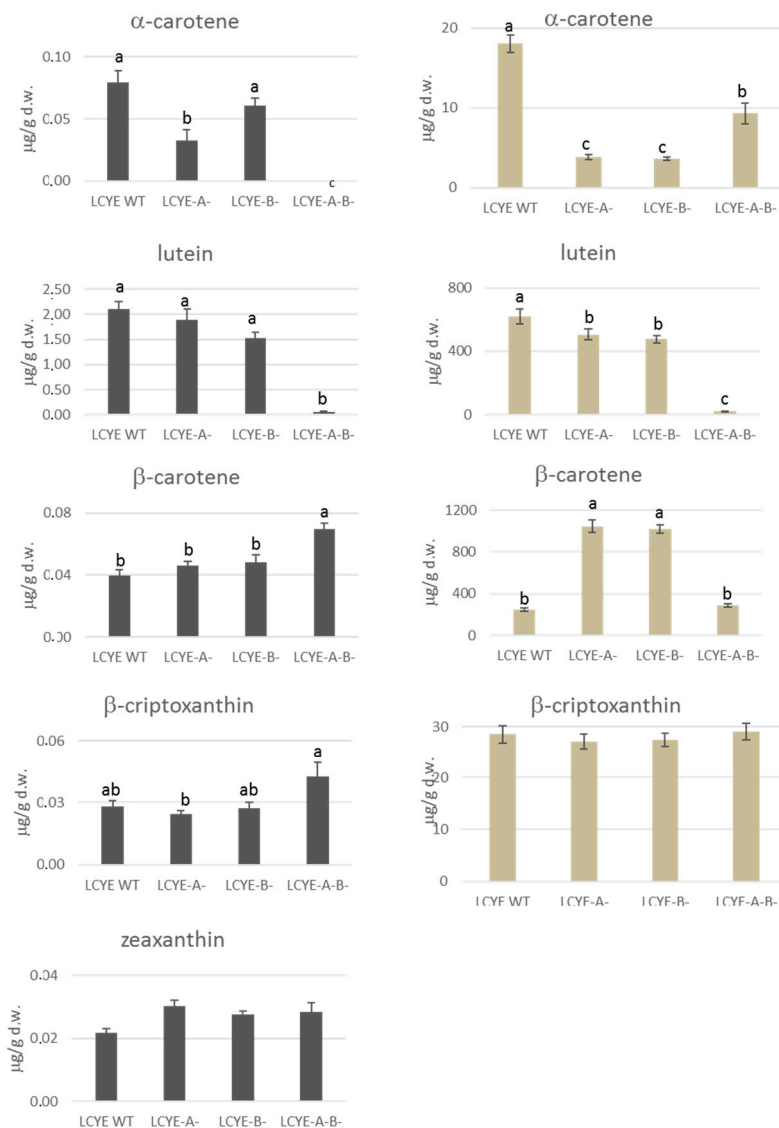 α-carotene
a
a
b
c
0.10
0.05
0.00
μg/g d.w.
LCYE WT LCYE-A- LCYE-B- LCYE-A-B-
α-carotene
a
b
c
c
20
10
0
μg/g d.w.
LCYE WT LCYE-A- LCYE-B- LCYE-A-B-
lutein
a
a
a
b
2.50
2.00
1.50
1.00
0.50
0.00
μg/g d.w.
LCYE WT LCYE-A- LCYE-B- LCYE-A-B-
lutein
a
b
b
c
800
400
0
μg/g d.w.
LCYE WT LCYE-A- LCYE-B- LCYE-A-B-
β-carotene
a
b
b
b
0.08
0.04
0.00
μg/g d.w.
LCYE WT LCYE-A- LCYE-B- LCYE-A-B-
β-carotene
a
a
b
b
1200
800
400
0
μg/g d.w.
LCYE WT LCYE-A- LCYE-B- LCYE-A-B-
β-criptoxanthin
a
ab
b
ab
0.06
0.03
0.00
μg/g d.w.
LCYE WT LCYE-A- LCYE-B- LCYE-A-B-
β-criptoxanthin
30
20
10
0
μg/g d.w.
LCYE WT LCYE-A- LCYE-B- LCYE-A-B-
zeaxanthin
0.04
0.02
0.00
μg/g d.w.
LCYE WT LCYE-A- LCYE-B- LCYE-A-B-